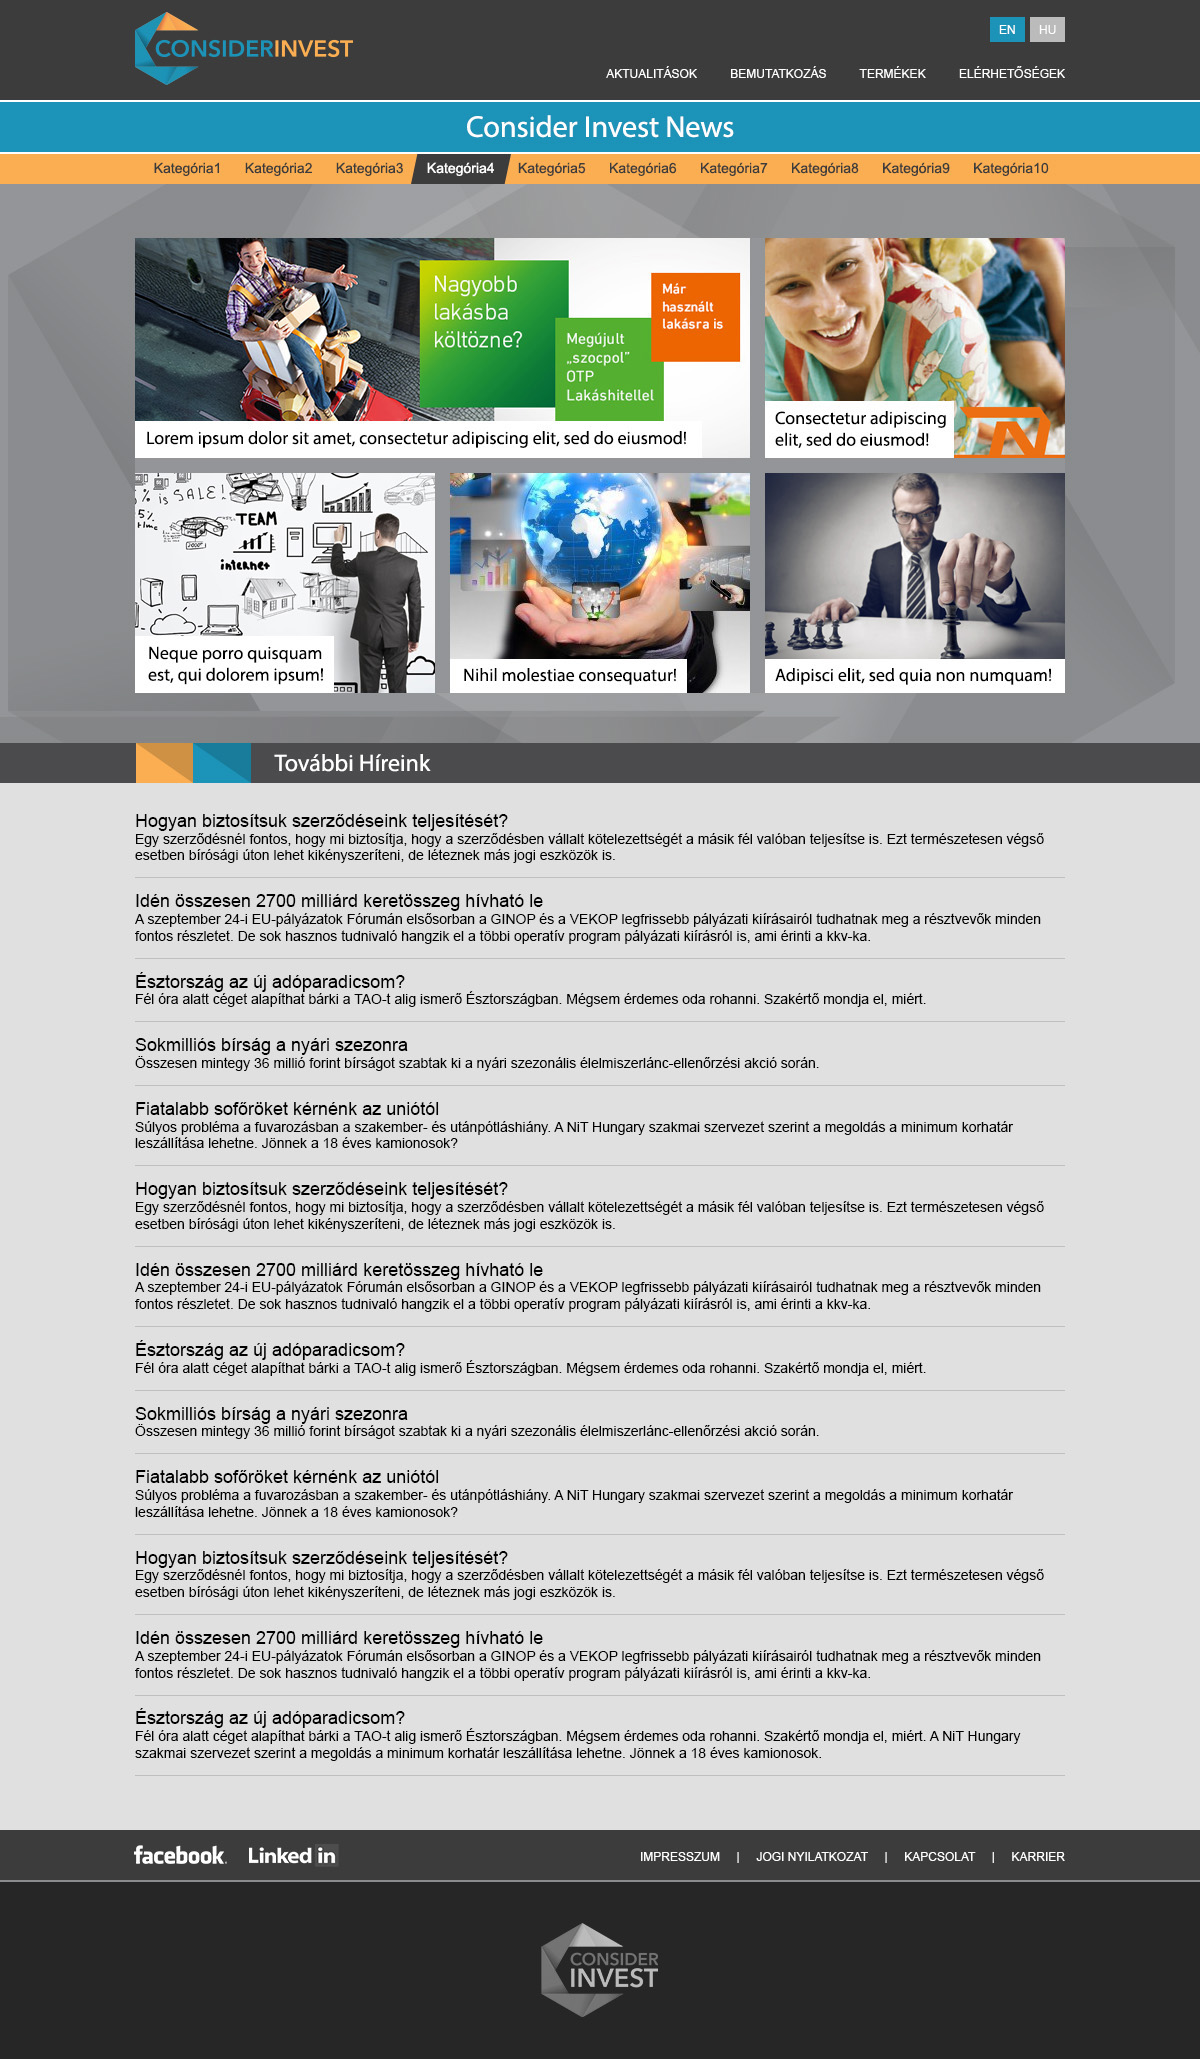 CONSIDERINVEST
EN
HU
AKTUALITÁSOK
BEMUTATKOZÁS
TERMÉKEK
ELÉRHETŐSÉGEK
Consider Invest News
Kategória1
Kategória2
Kategória3
Kategória4
Kategória5
Kategória6
Kategória7
Kategória8
Kategória9
Kategória10
Nagyobb
lakásba
költözne?
Megújult
„szocpol”
OTP
Lakáshitellel
Már
használt
lakásra is
Lorem ipsum dolor sit amet, consectetur adipiscing elit, sed do eiusmod!
Consectetur adipiscing
elit, sed do eiusmod!
% is SALE!
TEAM
internet
Neque porro quisquam
est, qui dolorem ipsum!
Nihil molestiae consequatur!
Adipisci elit, sed quia non numquam!
További Híreink
Hogyan biztosítsuk szerződéseink teljesítését?
Egy szerződésnél fontos, hogy mi biztosítja, hogy a szerződésben vállalt kötelezettségét a másik fél valóban teljesítse is. Ezt természetesen végső
esetben bírósági úton lehet kikényszeríteni, de léteznek más jogi eszközök is.
Idén összesen 2700 milliárd keretösszeg hívható le
A szeptember 24-i EU-pályázatok Fórumán elsősorban a GINOP és a VEKOP legfrissebb pályázati kiírásairól tudhatnak meg a résztvevők minden
fontos részletet. De sok hasznos tudnivaló hangzik el a többi operatív program pályázati kiírásról is, ami érinti a kkv-ka.
Észtország az új adóparadicsom?
Fél óra alatt céget alapíthat bárki a TAO-t alig ismerő Észtországban. Mégsem érdemes oda rohanni. Szakértő mondja el, miért.
Sokmilliós bírság a nyári szezonra
Összesen mintegy 36 millió forint bírságot szabtak ki a nyári szezonális élelmiszerlánc-ellenőrzési akció során.
Fiatalabb sofőröket kérnénk az uniótól
Súlyos probléma a fuvarozásban a szakember- és utánpótláshiány. A NiT Hungary szakmai szervezet szerint a megoldás a minimum korhatár
leszállítása lehetne. Jönnek a 18 éves kamionosok?
Hogyan biztosítsuk szerződéseink teljesítését?
Egy szerződésnél fontos, hogy mi biztosítja, hogy a szerződésben vállalt kötelezettségét a másik fél valóban teljesítse is. Ezt természetesen végső
esetben bírósági úton lehet kikényszeríteni, de léteznek más jogi eszközök is.
Idén összesen 2700 milliárd keretösszeg hívható le
A szeptember 24-i EU-pályázatok Fórumán elsősorban a GINOP és a VEKOP legfrissebb pályázati kiírásairól tudhatnak meg a résztvevők minden
fontos részletet. De sok hasznos tudnivaló hangzik el a többi operatív program pályázati kiírásról is, ami érinti a kkv-ka.
Észtország az új adóparadicsom?
Fél óra alatt céget alapíthat bárki a TAO-t alig ismerő Észtországban. Mégsem érdemes oda rohanni. Szakértő mondja el, miért.
Sokmilliós bírság a nyári szezonra
Összesen mintegy 36 millió forint bírságot szabtak ki a nyári szezonális élelmiszerlánc-ellenőrzési akció során.
Fiatalabb sofőröket kérnénk az uniótól
Súlyos probléma a fuvarozásban a szakember- és utánpótláshiány. A NiT Hungary szakmai szervezet szerint a megoldás a minimum korhatár
leszállítása lehetne. Jönnek a 18 éves kamionosok?
Hogyan biztosítsuk szerződéseink teljesítését?
Egy szerződésnél fontos, hogy mi biztosítja, hogy a szerződésben vállalt kötelezettségét a másik fél valóban teljesítse is. Ezt természetesen végső
esetben bírósági úton lehet kikényszeríteni, de léteznek más jogi eszközök is.
Idén összesen 2700 milliárd keretösszeg hívható le
A szeptember 24-i EU-pályázatok Fórumán elsősorban a GINOP és a VEKOP legfrissebb pályázati kiírásairól tudhatnak meg a résztvevők minden
fontos részletet. De sok hasznos tudnivaló hangzik el a többi operatív program pályázati kiírásról is, ami érinti a kkv-ka.
Észtország az új adóparadicsom?
Fél óra alatt céget alapíthat bárki a TAO-t alig ismerő Észtországban. Mégsem érdemes oda rohanni. Szakértő mondja el, miért. A NiT Hungary
szakmai szervezet szerint a megoldás a minimum korhatár leszállítása lehetne. Jönnek a 18 éves kamionosok.
facebook.
Linked in
IMPRESSZUM | JOGI NYILATKOZAT | KAPCSOLAT | KARRIER
CONSIDER
INVEST